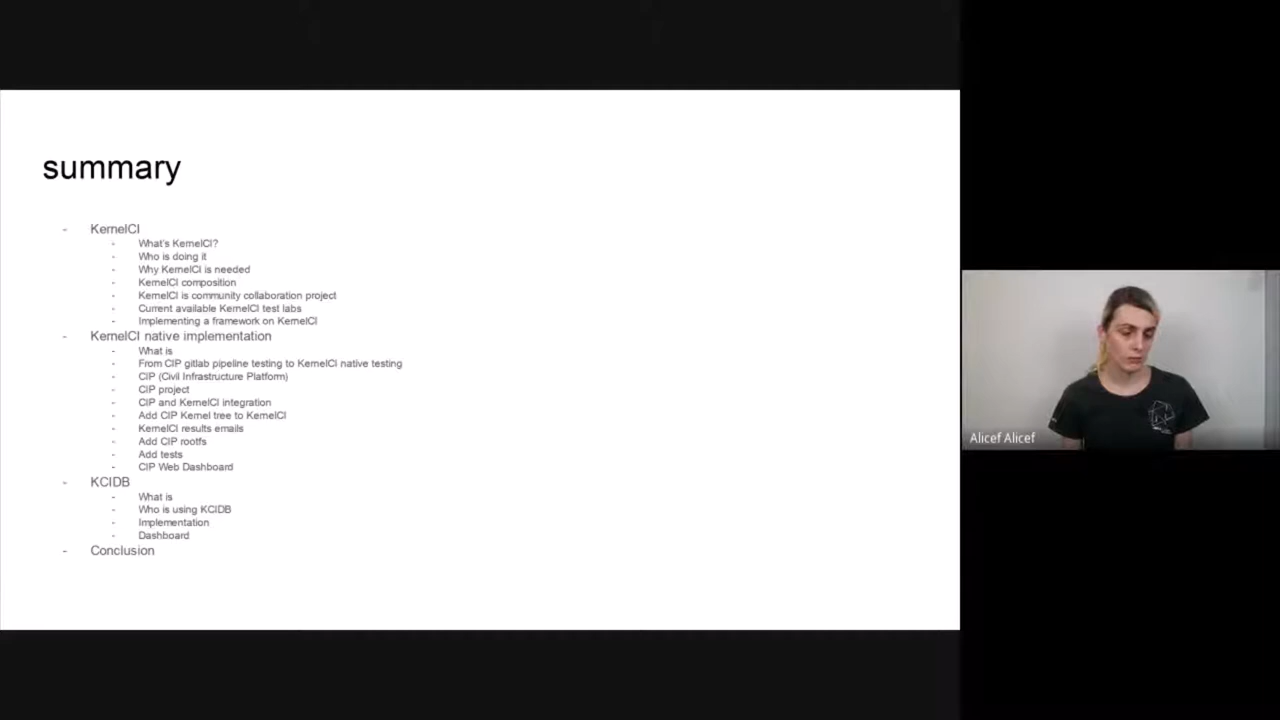 summary
- KernelCI
- What's KernelCI?
- Who is doing it
- Why KernelCI is needed
- KernelCI composition
- KernelCI is community collaboration project
- Current available KernelCI test labs
- Implementing a framework on KernelCI
- KernelCI native implementation
- What is
- From CIP gitlab pipeline testing to KernelCI native testing
- CIP (Civil Infrastructure Platform)
- CIP project
- CIP and KernelCI integration
- Add CIP Kernel tree to KernelCI
- KernelCI results emails
- Add CIP rootfs
- Add tests
- CIP Web Dashboard
- KCIDB
- What is
- Who is using KCIDB
- Implementation
- Dashboard
- Conclusion
Alicef Alicef